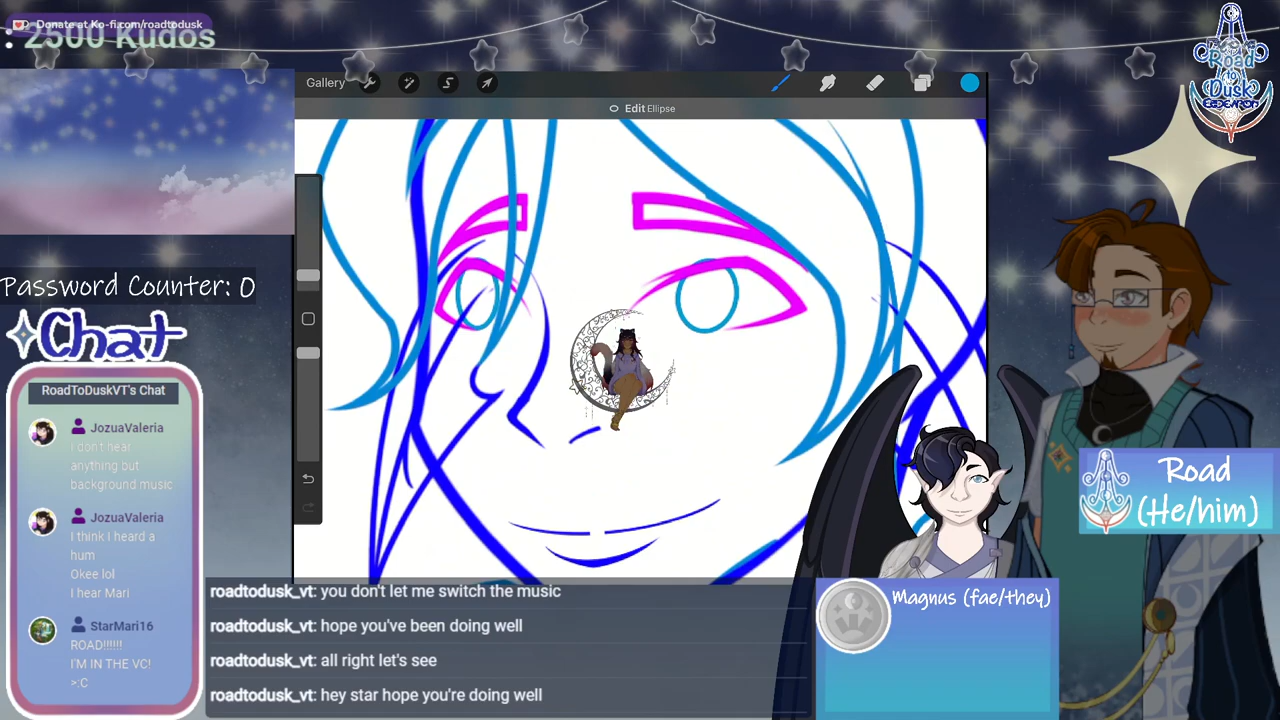 Donate at Ko-fi.com/roadtodusk
: 2500 Kudos
Gallery
Edit Ellipse
Road
to
Dusk
Password Counter: 0
Chat
RoadToDuskVT's Chat
JozuaValeria
I don't hear
anything but
background music
JozuaValeria
I think I heard a
hum
Okee lol
I hear Mari
StarMari16
ROAD!!!!!!
I'M IN THE VC!
>:C
roadtodusk_vt: you don't let me switch the music
roadtodusk_vt: hope you've been doing well
roadtodusk_vt: all right let's see
roadtodusk_vt: hey star hope you're doing well
Road
(He/him)
Magnus (fae/they)